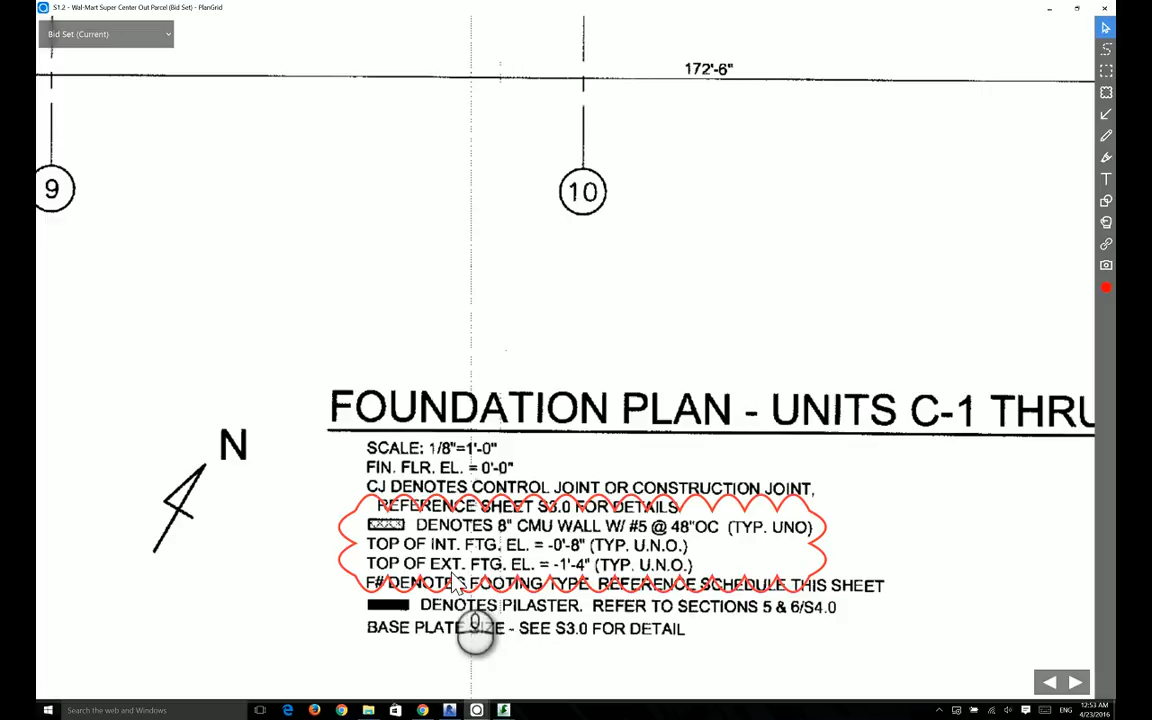 S1.2 - Wal-Mart Super Center Out Parcel (Bid Set) - PlanGrid
Bid Set (Current)
172'-6"
9
10
FOUNDATION PLAN - UNITS C-1 THRU
N
SCALE: 1/8"=1'-0"
FIN. FLR. EL. = 0'-0"
CJ DENOTES CONTROL JOINT OR CONSTRUCTION JOINT,
REFERENCE SHEET S3.0 FOR DETAILS
DENOTES 8" CMU WALL W/ #5 @ 48"OC (TYP. UNO)
TOP OF INT. FTG. EL. = -0'-8" (TYP. U.N.O.)
TOP OF EXT. FTG. EL. = -1'-4" (TYP. U.N.O.)
F# DENOTES FOOTING TYPE. REFERENCE SCHEDULE THIS SHEET
DENOTES PILASTER. REFER TO SECTIONS 5 & 6/S4.0
BASE PLATE SIZE - SEE S3.0 FOR DETAIL
Search the web and Windows
ENG
12:53 AM
4/23/2016